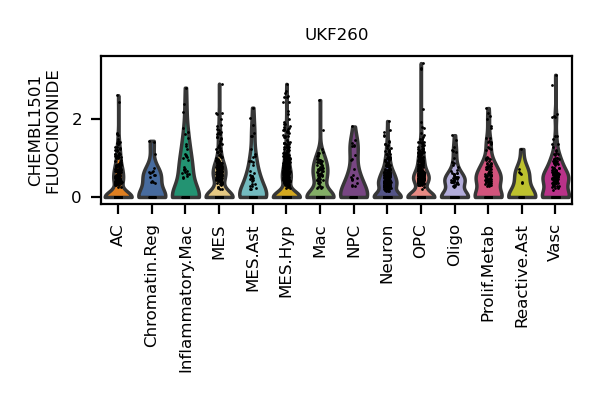 UKF260
CHEMBL1501
FLUOCINONIDE
2
0
AC
Chromatin.Reg
Inflammatory.Mac
MES
MES.Ast
MES.Hyp
Mac
NPC
Neuron
OPC
Oligo
Prolif.Metab
Reactive.Ast
Vasc